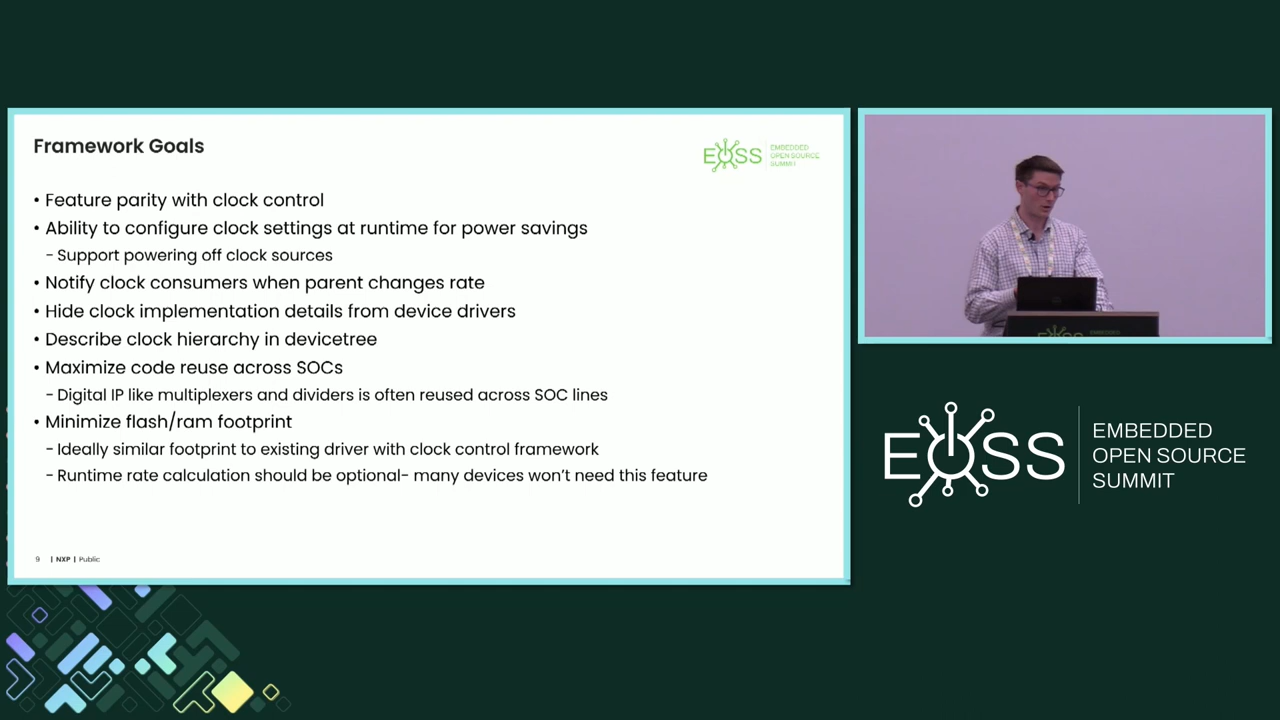 Framework Goals
EOSS EMBEDDED
OPEN SOURCE
SUMMIT
• Feature parity with clock control
• Ability to configure clock settings at runtime for power savings
- Support powering off clock sources
• Notify clock consumers when parent changes rate
• Hide clock implementation details from device drivers
• Describe clock hierarchy in devicetree
• Maximize code reuse across SOCs
- Digital IP like multiplexers and dividers is often reused across SOC lines
• Minimize flash/ram footprint
- Ideally similar footprint to existing driver with clock control framework
- Runtime rate calculation should be optional- many devices won't need this feature
9 | NXP | Public
EOSS EMBEDDED
OPEN SOURCE
SUMMIT